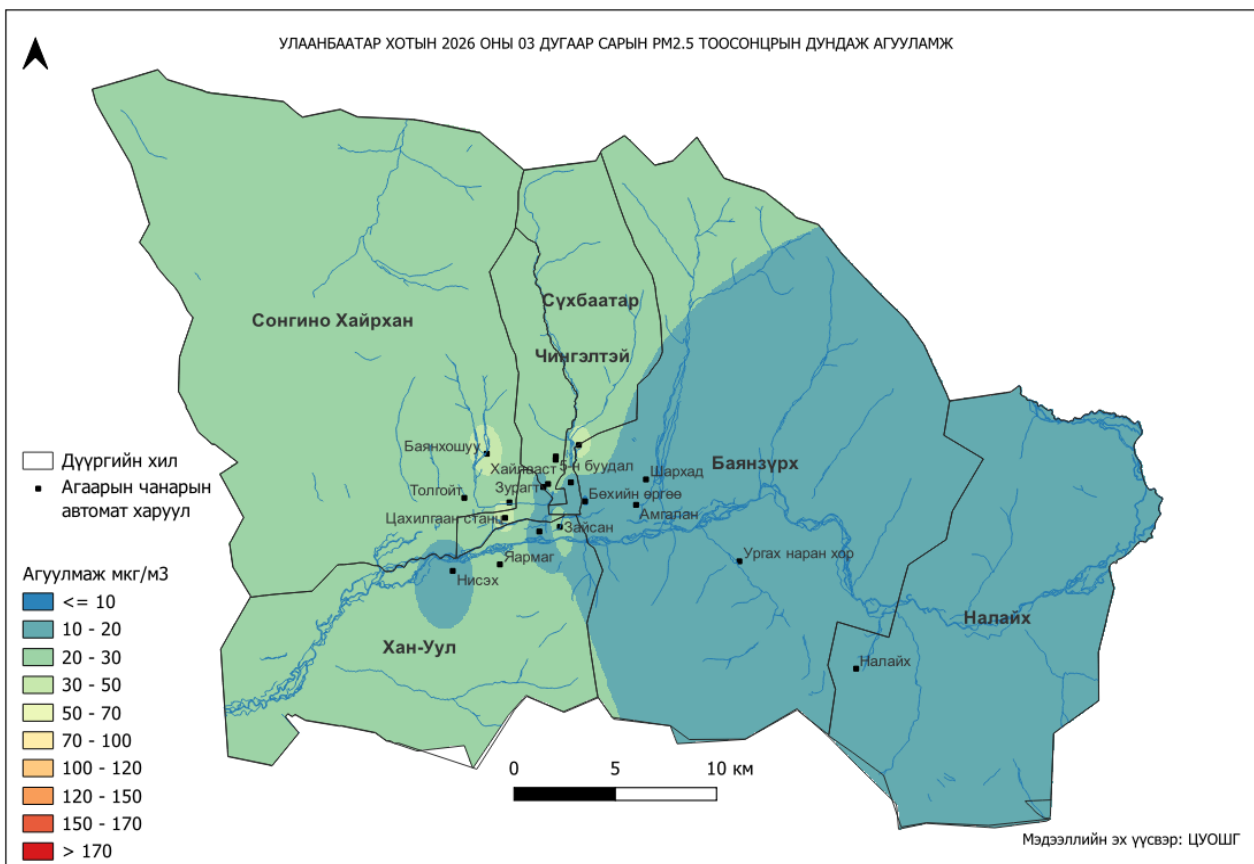 УЛААНБААТАР ХОТЫН 2026 ОНЫ 03 ДУГААР САРЫН PM2.5 ТООСОНЦРЫН ДУНДАЖ АГУУЛАМЖ
Сонгино Хайрхан
Сүхбаатар
Чингэлтэй
Баянхошуу
Хайлааст
5-н буудал
Шархад
Баянзүрх
Толгойт
Зурагт
Бөхийн өргөө
Амгалан
Цахилгаан станц
Зайсан
Яармаг
Нисэх
Ургах наран хор
Хан-Уул
Налайх
Налайх
Дүүргийн хил
Агаарын чанарын
автомат харуул
Агуулмаж мкг/м3
<= 10
10 - 20
20 - 30
30 - 50
50 - 70
70 - 100
100 - 120
120 - 150
150 - 170
> 170
0 5 10 км
Мэдээллийн эх үүсвэр: ЦУОШГ